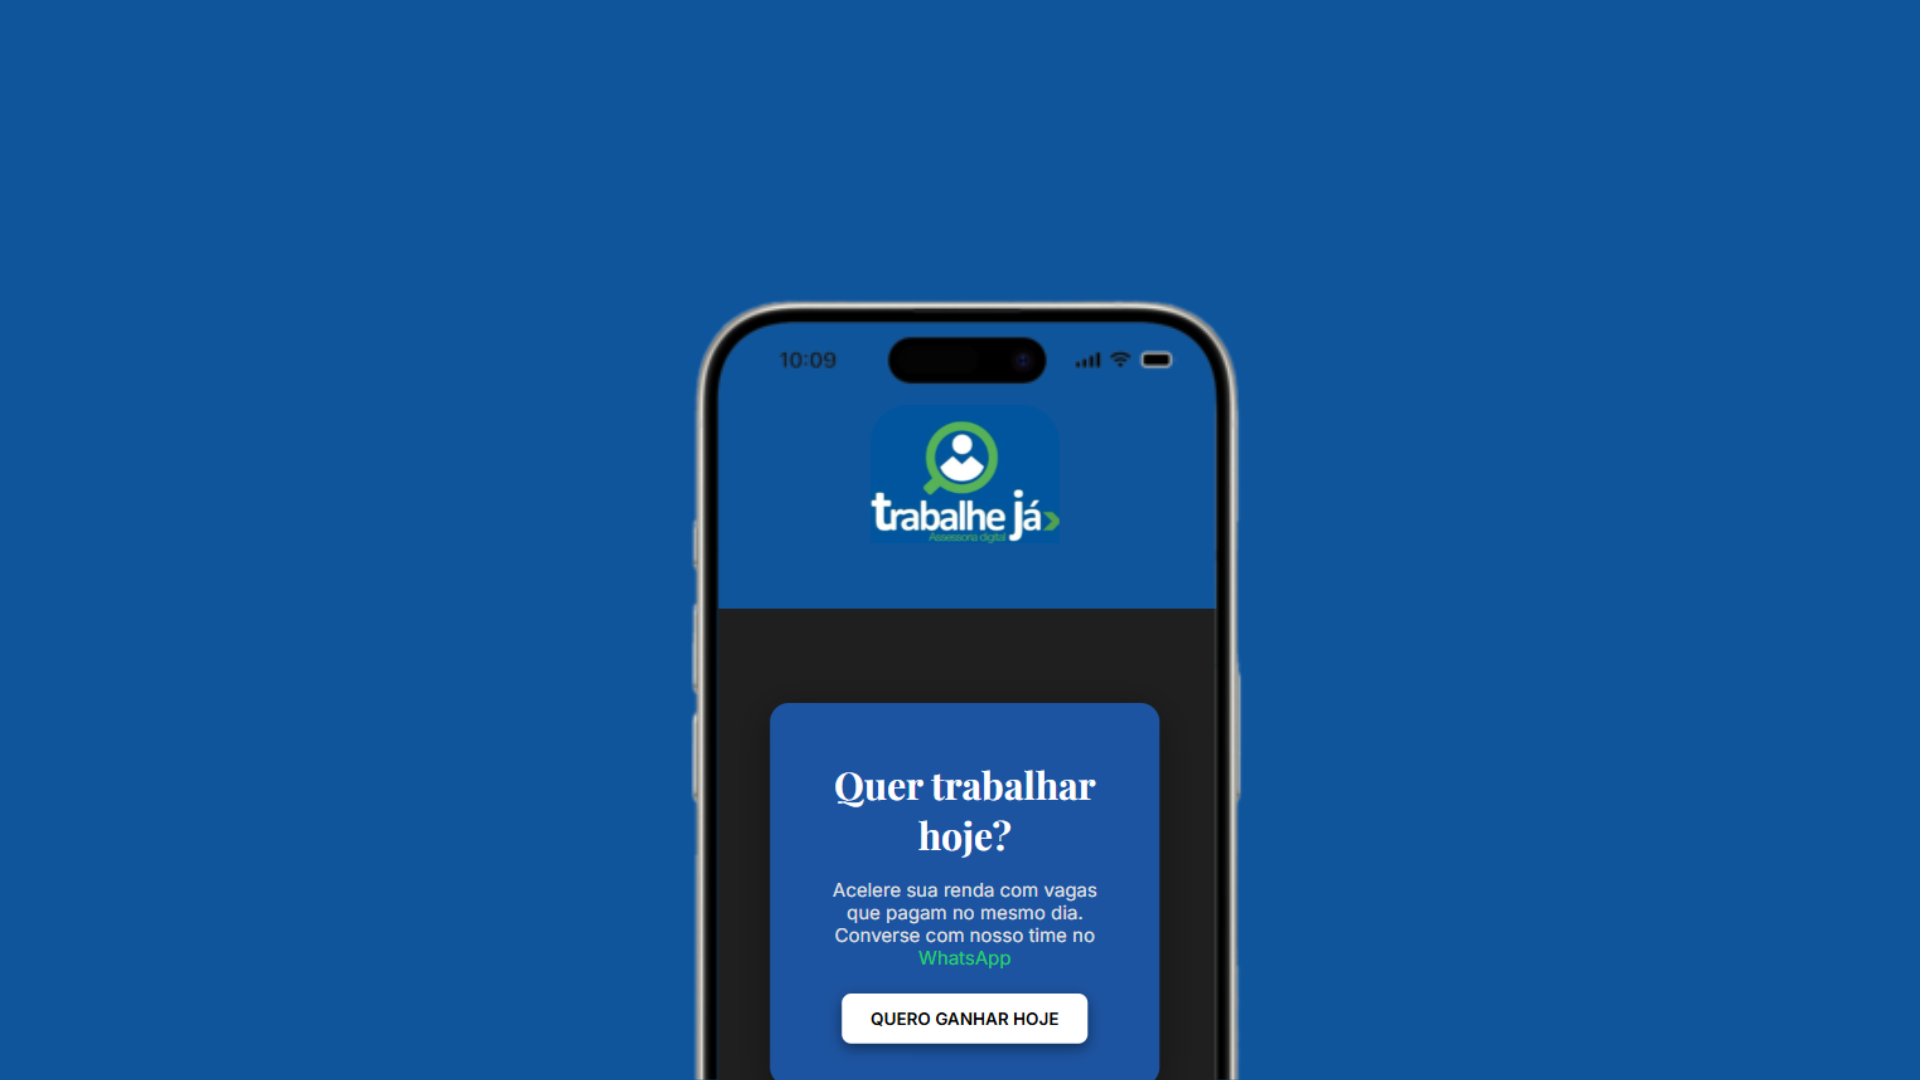 10:09
trabalhe já
Assessoria digital
Quer trabalhar
hoje?
Acelere sua renda com vagas
que pagam no mesmo dia.
Converse com nosso time no
WhatsApp
QUERO GANHAR HOJE